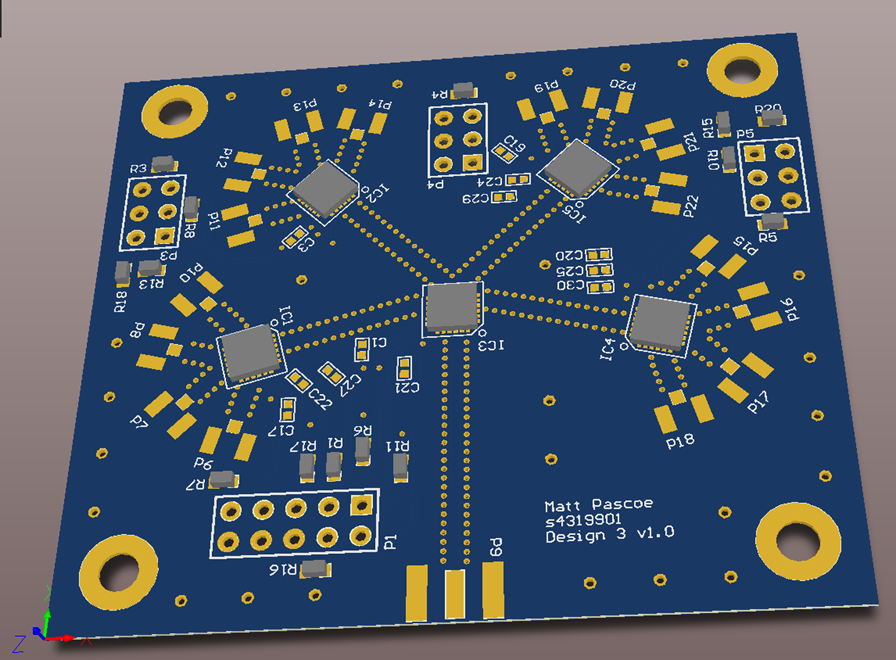 P13
P14
R4
P19
P20
R15
R20
P5
P21
R10
R3
P12
C19
P4
C24
C29
IC2
IC5
P22
P11
R8
P3
C3
R5
R18
R13
P10
C20
C25
C30
P15
P16
IC1
IC3
IC4
P8
C1
C27
C21
C22
P17
P7
C17
P18
P6
R17
R1
R6
R11
R7
P1
Matt Pascoe
s4319901
Design 3 v1.0
P9
R16
Z
X